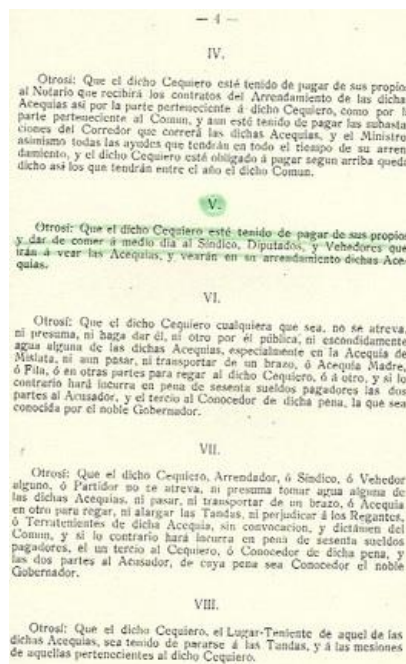 — 4 —
IV.
Otrosí: Que el dicho Cequiero esté tenido de pagar de sus propios
al Notario que recibirá los contratos del Arrendamiento de las dichas
Acequias asi por la parte perteneciente á dicho Cequiero, como por la
parte perteneciente al Comun, y aun esté tenido de pagar las subasta-
ciones del Corredor que correrá las dichas Acequias, y el Ministro
asimismo todas las ayudes que tendrán en todo el tiempo de su arren-
damiento, y el dicho Cequiero esté obligado á pagar segun arriba queda
dicho asi los que tendrán entre el año el dicho Comun.
V.
Otrosí: Que el dicho Cequiero esté tenido de pagar de sus propios
y dar de comer á medio dia al Síndico, Diputados, y Vehedores que
irán á vear las Acequias, y vearán en su arrendamiento dichas Ace-
quias.
VI.
Otrosí: Que el dicho Cequiero cualquiera que sea, no se atreva,
ni presuma, ni haga dar él, ni otro por él pública, ni escondidamente
agua alguna de las dichas Acequias, especialmente en la Acequia de
Mislata, ni aun pasar, ni transportar de un brazo, ó Acequia Madre,
ó Fila, ó en otras partes para regar al dicho Cequiero, ó á otro, y si lo
contrario hará incurra en pena de sesenta sueldos pagadores las dos
partes al Acusador, y el tercio al Conocedor de dicha pena, la que sea
conocida por el noble Gobernador.
VII.
Otrosí: Que el dicho Cequiero, Arrendador, ó Síndico, ó Vehedor
alguno, ó Partidor no se atreva, ni presuma tomar agua alguna de
las dichas Acequias, ni pasar, ni transportar de un brazo, ó Acequia
en otro para regar, ni alargar las Tandas, ni perjudicar á los Regantes,
ó Terratenientes de dicha Acequia, sin convocacion, y dictámen del
Comun, y si lo contrario hará incurra en pena de sesenta sueldos
pagadores, el un tercio al Cequiero, ó Conocedor de dicha pena, y
las dos partes al Acusador, de cuya pena sea Conocedor el noble
Gobernador.
VIII.
Otrosí: Que el dicho Cequiero, el Lugar-Teniente de aquel de las
dichas Acequias, sea tenido de pararse á las Tandas, y á las mesiones
de aquellas pertenecientes al dicho Cequiero.